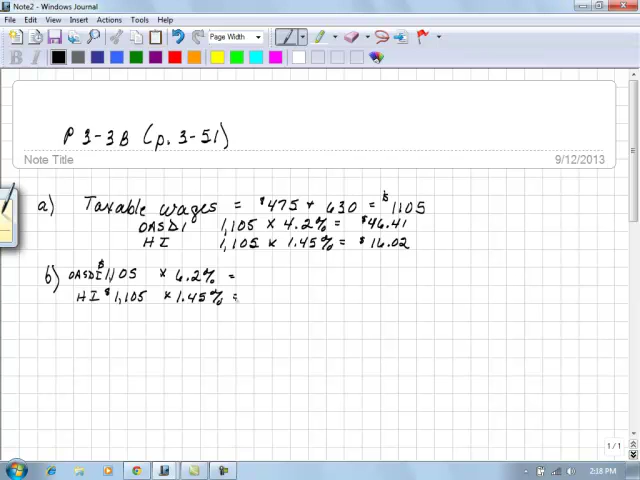 Note2 - Windows Journal
File Edit View Insert Actions Tools Help
Page Width
B I
P 3-3B (p. 3-51)
Note Title 9/12/2013
a) Taxable wages = $475 + 630 = $1105
OASDI 1,105 × 4.2% = $46.41
HI 1,105 × 1.45% = $16.02
b) OASDI $1,105 × 6.2% =
HI $1,105 × 1.45% =
1 / 1
2:18 PM